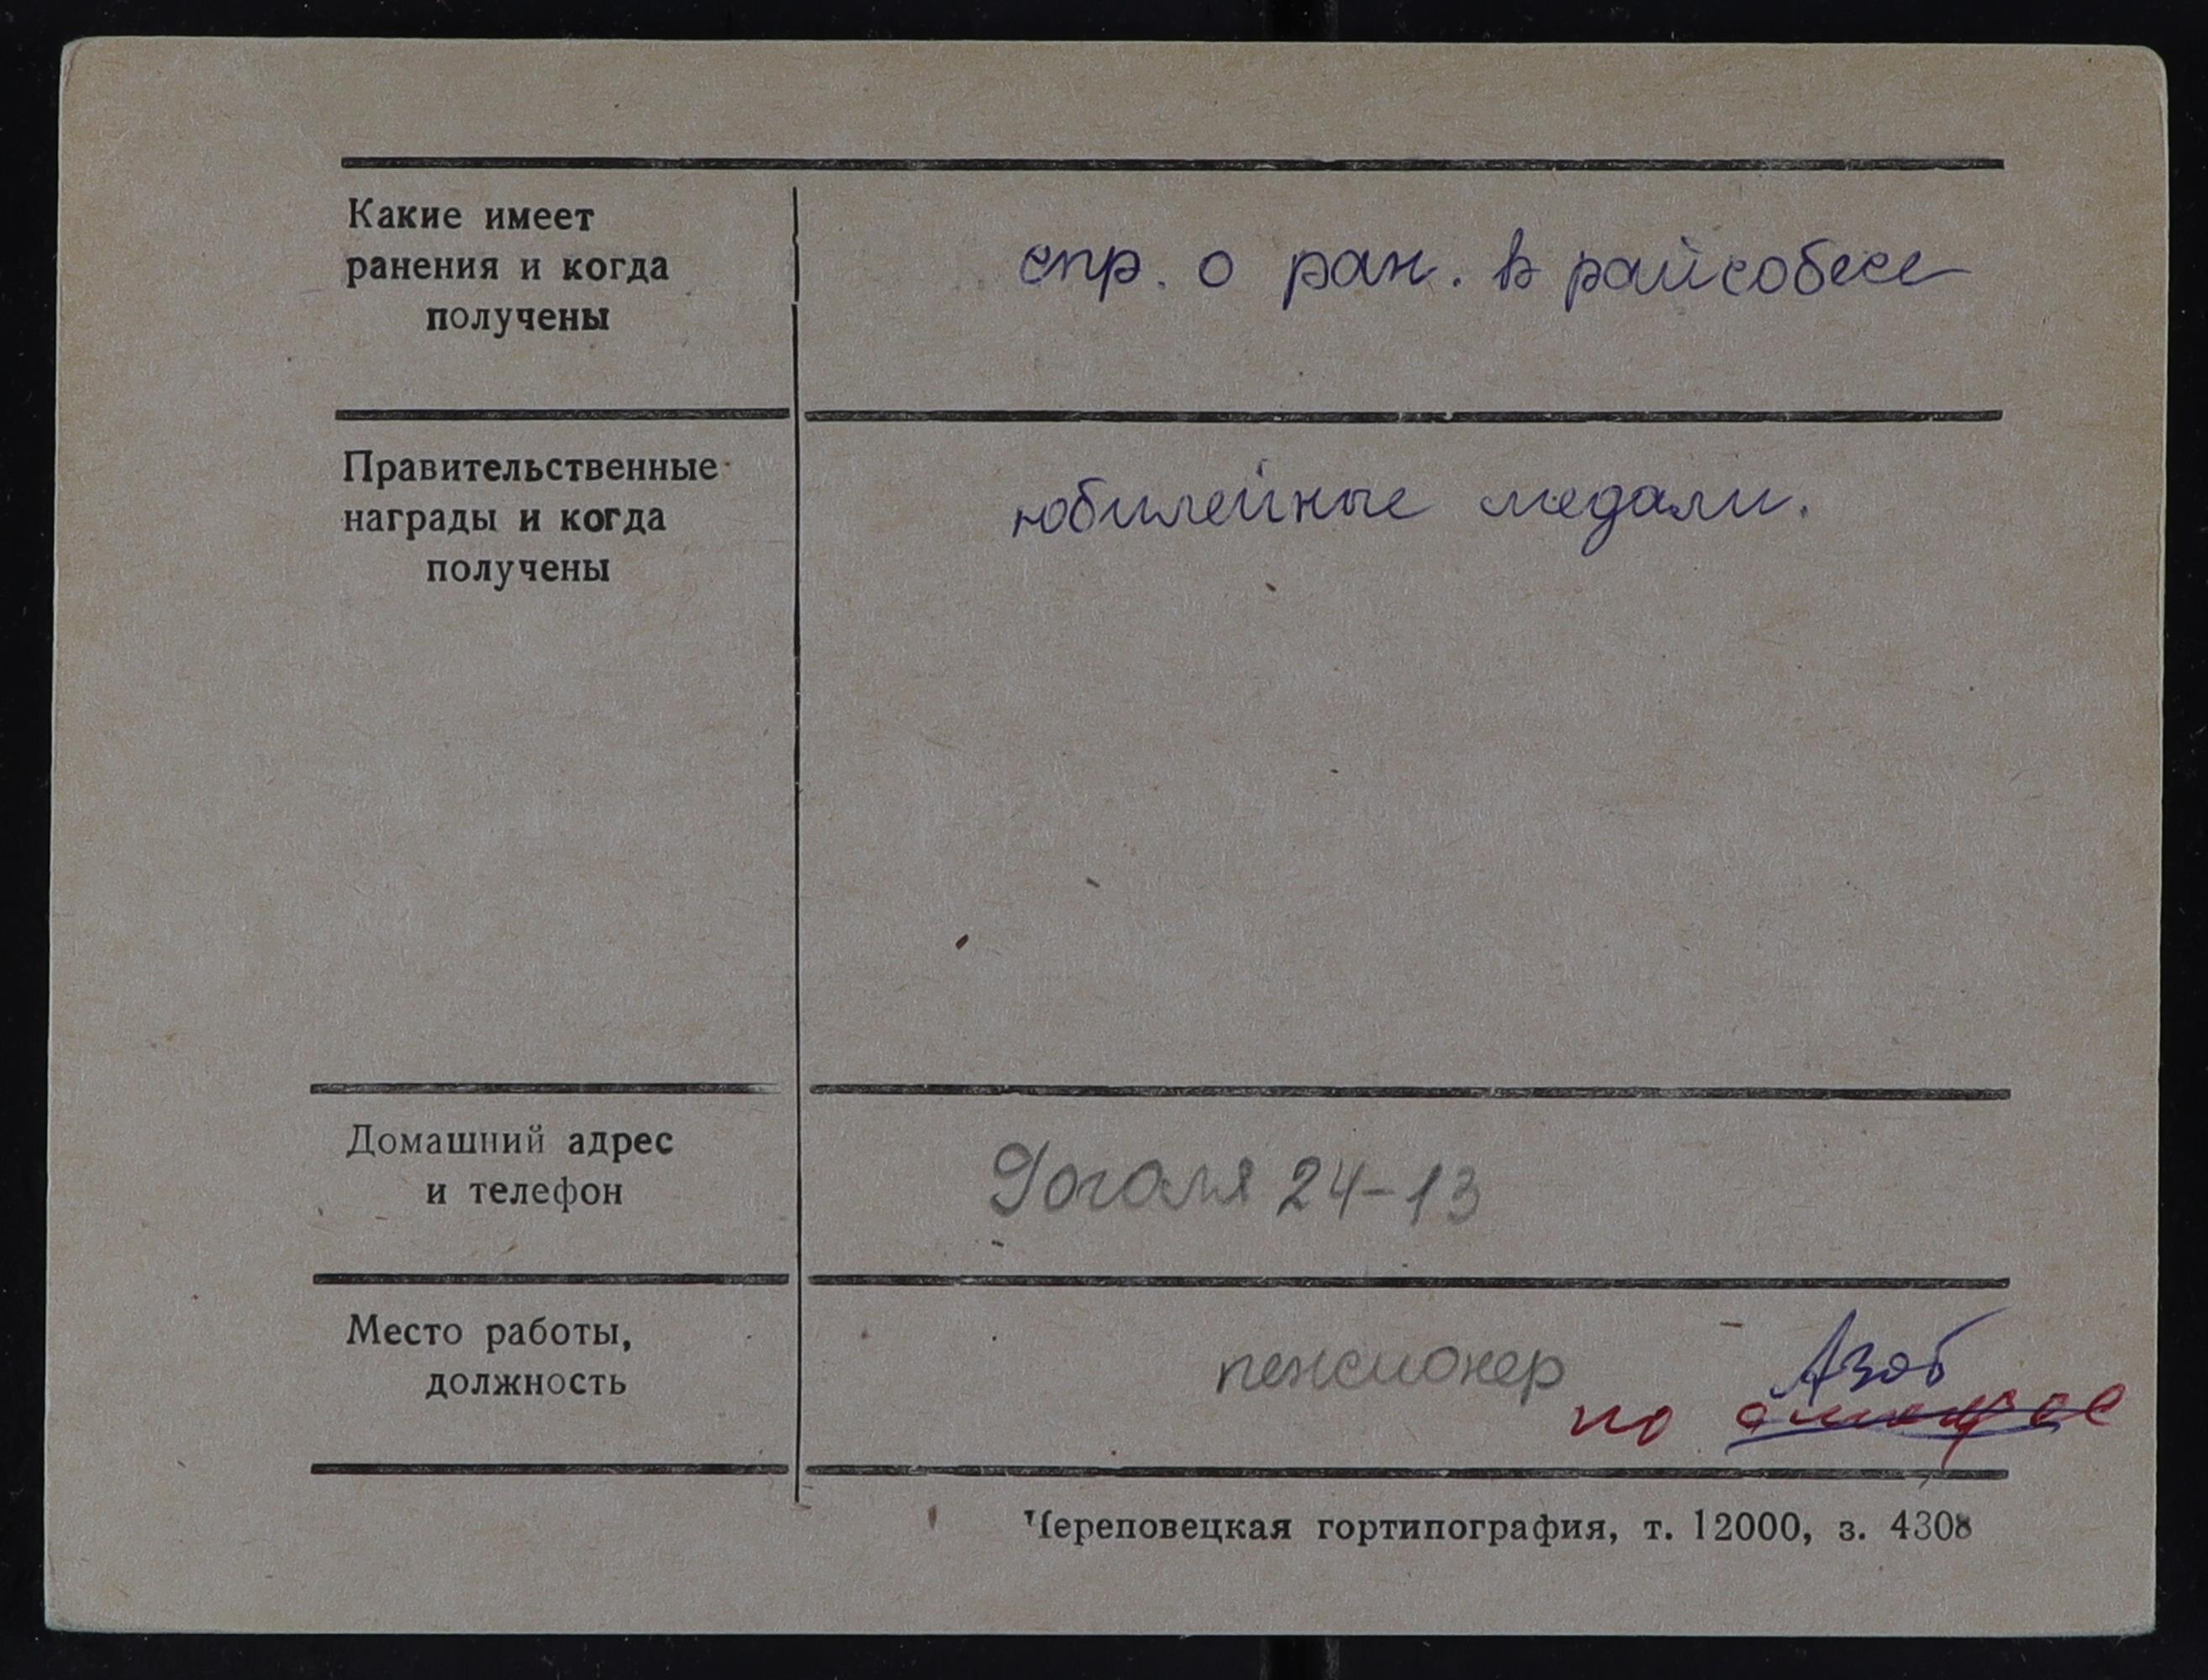 Какие имеет
ранения и когда
получены
спр. о ран. в райсобесе
Правительственные
награды и когда
получены
юбилейные медали.
Домашний адрес
и телефон
Гоголя 24-13
Место работы,
должность
пенсионер
Азот
по
Череповецкая гортипография, т. 12000, з. 4308